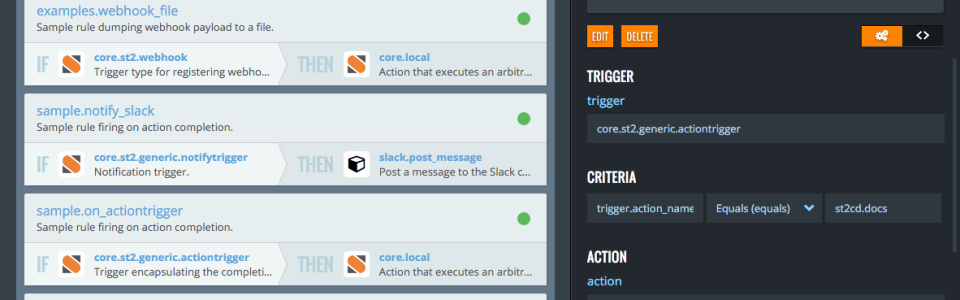 examples.webhook_file
Sample rule dumping webhook payload to a file.
IF
core.st2.webhook
Trigger type for registering webho...
THEN
core.local
Action that executes an arbitr...
sample.notify_slack
Sample rule firing on action completion.
IF
core.st2.generic.notifytrigger
Notification trigger.
THEN
slack.post_message
Post a message to the Slack c...
sample.on_actiontrigger
Sample rule firing on action completion.
IF
core.st2.generic.actiontrigger
Trigger encapsulating the completi...
THEN
core.local
Action that executes an arbitr...
EDIT
DELETE
<>
TRIGGER
trigger
core.st2.generic.actiontrigger
CRITERIA
trigger.action_name
Equals (equals)
st2cd.docs
ACTION
action